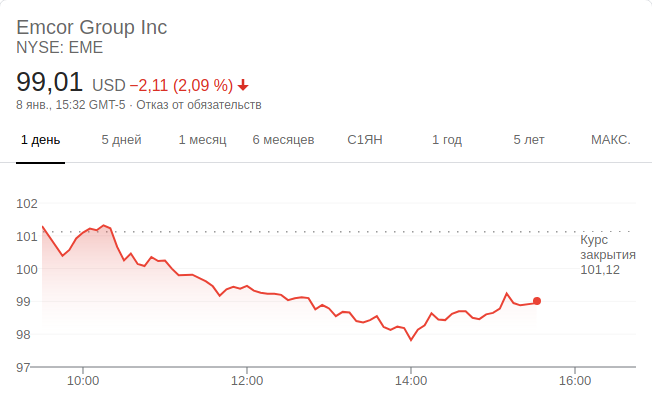 Emcor Group Inc
NYSE: EME
99,01 USD −2,11 (2,09 %)
8 янв., 15:32 GMT-5 · Отказ от обязательств
1 день 5 дней 1 месяц 6 месяцев С1ЯН 1 год 5 лет МАКС.
102
101
100
99
98
97
Курс
закрытия
101,12
10:00 12:00 14:00 16:00